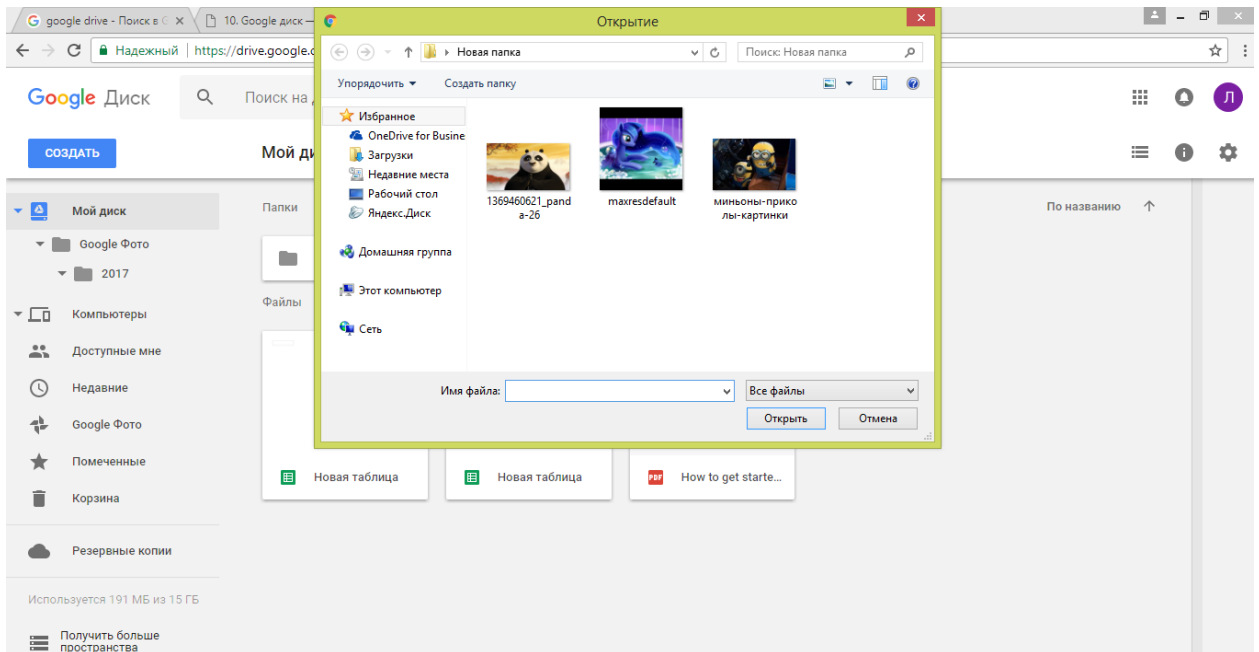 google drive - Поиск в G
10. Google диск —
Открытие
Надежный
https://drive.google.c
Новая папка
Поиск: Новая папка
Упорядочить
Создать папку
Google Диск
Поиск на
Л
СОЗДАТЬ
Мой ди
Избранное
OneDrive for Busine
Загрузки
Недавние места
Рабочий стол
Яндекс.Диск
Домашняя группа
Этот компьютер
Сеть
1369460621_pand
a-26
maxresdefault
миньоны-прико
лы-картинки
Имя файла:
Все файлы
Открыть
Отмена
Мой диск
Google Фото
2017
Компьютеры
Доступные мне
Недавние
Google Фото
Помеченные
Корзина
Резервные копии
Используется 191 МБ из 15 ГБ
Получить больше
пространства
Папки
По названию
Файлы
Новая таблица
Новая таблица
PDF
How to get starte...